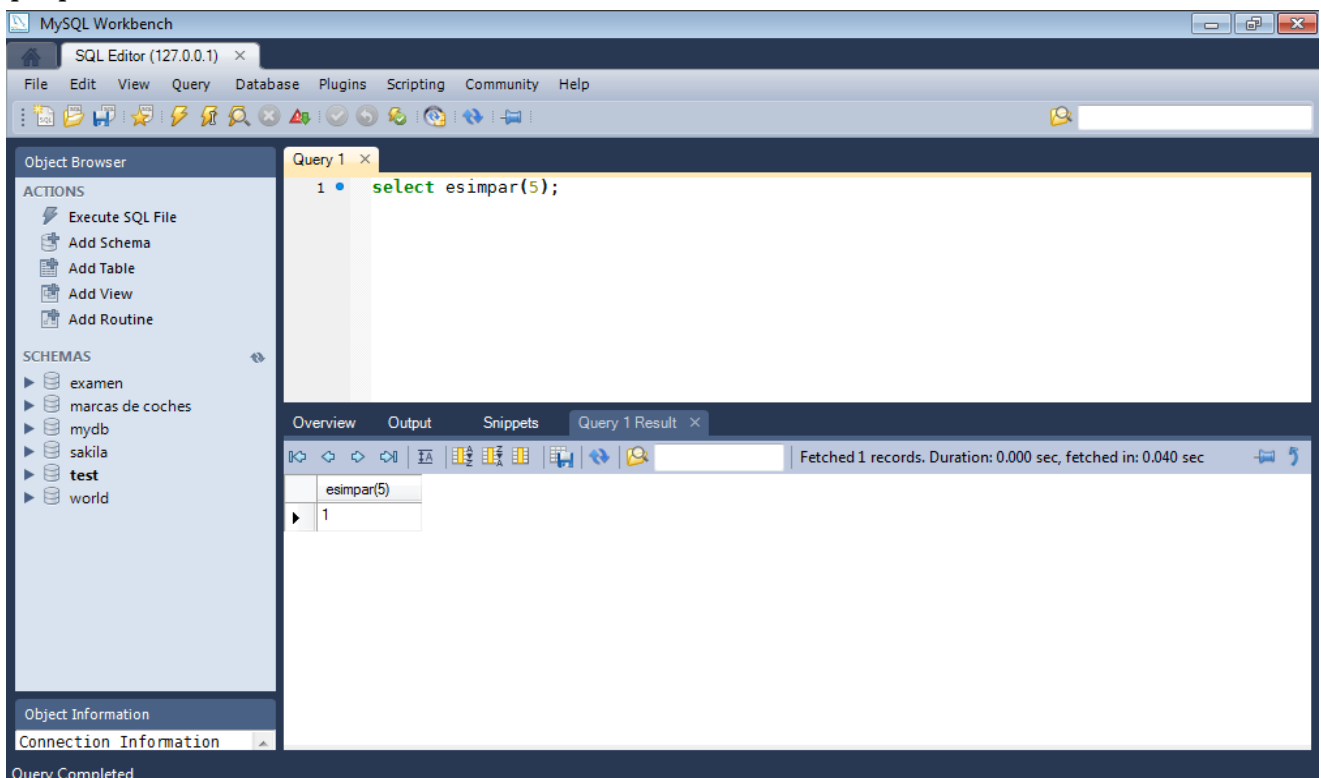 MySQL Workbench
SQL Editor (127.0.0.1)
File Edit View Query Database Plugins Scripting Community Help
Object Browser
ACTIONS
Execute SQL File
Add Schema
Add Table
Add View
Add Routine
SCHEMAS
examen
marcas de coches
mydb
sakila
test
world
Object Information
Connection Information
Query 1
1 select esimpar(5);
Overview Output Snippets Query 1 Result
Fetched 1 records. Duration: 0.000 sec, fetched in: 0.040 sec
esimpar(5)
1
Query Completed